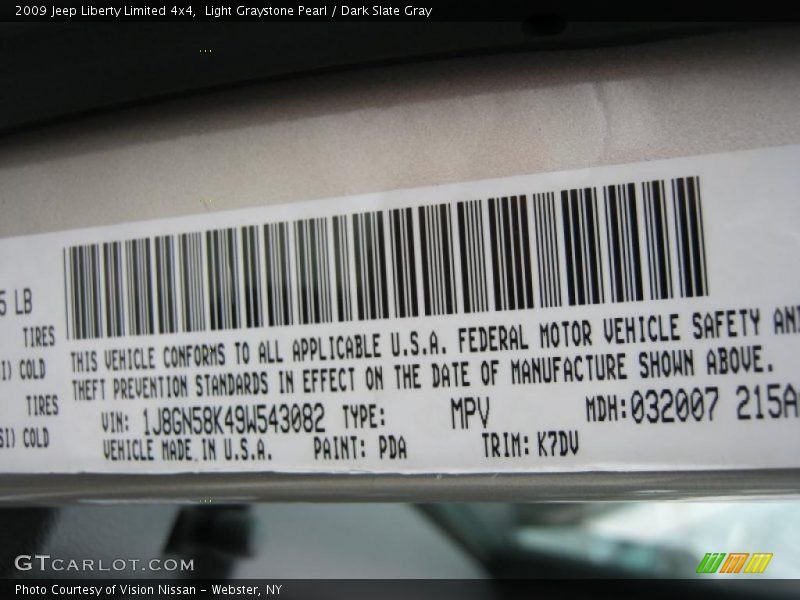 2009 Jeep Liberty Limited 4x4,  Light Graystone Pearl / Dark Slate Gray
5 LB
TIRES
I) COLD
TIRES
SI) COLD
THIS VEHICLE CONFORMS TO ALL APPLICABLE U.S.A. FEDERAL MOTOR VEHICLE SAFETY AN
THEFT PREVENTION STANDARDS IN EFFECT ON THE DATE OF MANUFACTURE SHOWN ABOVE.
VIN: 1J8GN58K49W543082 TYPE: MPV MDH:032007 215A
VEHICLE MADE IN U.S.A. PAINT: PDA TRIM: K7DV
GTCARLOT.COM
Photo Courtesy of Vision Nissan - Webster, NY